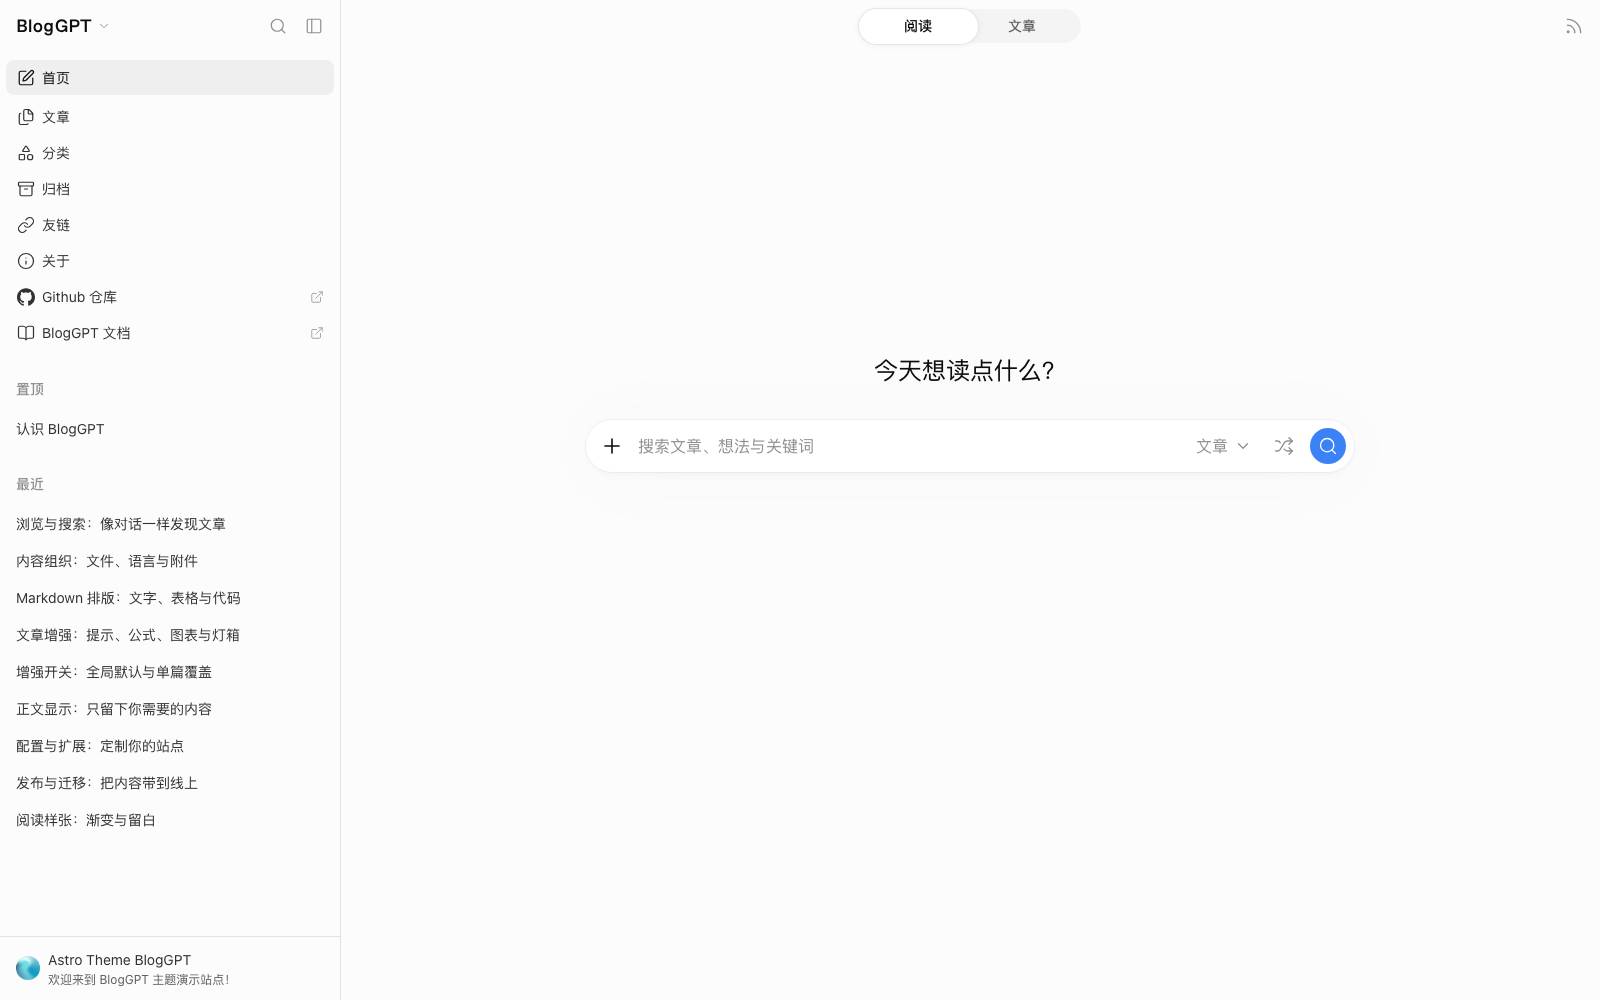 BlogGPT
首页
文章
分类
归档
友链
关于
Github 仓库
BlogGPT 文档
置顶
认识 BlogGPT
最近
浏览与搜索：像对话一样发现文章
内容组织：文件、语言与附件
Markdown 排版：文字、表格与代码
文章增强：提示、公式、图表与灯箱
增强开关：全局默认与单篇覆盖
正文显示：只留下你需要的内容
配置与扩展：定制你的站点
发布与迁移：把内容带到线上
阅读样张：渐变与留白
Astro Theme BlogGPT
欢迎来到 BlogGPT 主题演示站点！
阅读 文章
今天想读点什么？
搜索文章、想法与关键词 文章